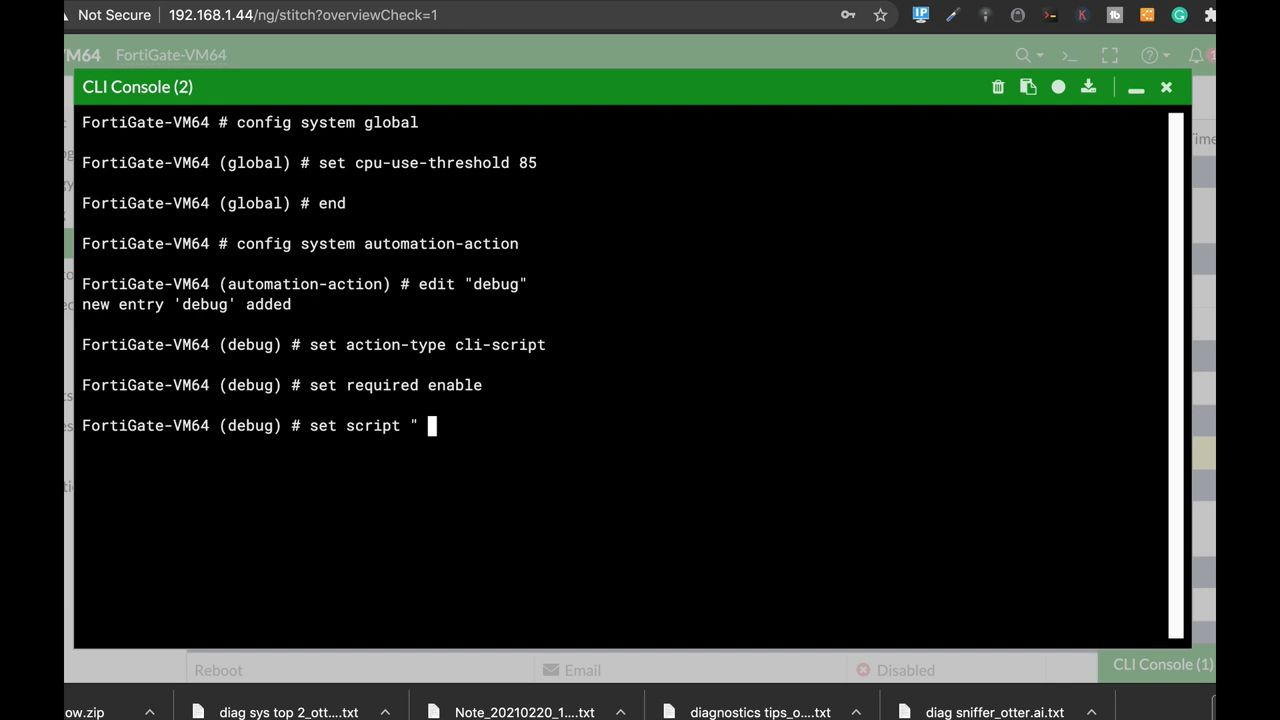 Not Secure 192.168.1.44/ng/stitch?overviewCheck=1
VM64 FortiGate-VM64
CLI Console (2)
FortiGate-VM64 # config system global
FortiGate-VM64 (global) # set cpu-use-threshold 85
FortiGate-VM64 (global) # end
FortiGate-VM64 # config system automation-action
FortiGate-VM64 (automation-action) # edit "debug"
new entry 'debug' added
FortiGate-VM64 (debug) # set action-type cli-script
FortiGate-VM64 (debug) # set required enable
FortiGate-VM64 (debug) # set script "
Reboot Email Disabled
CLI Console (1)
ow.zip diag sys top 2_ott....txt Note_20210220_1....txt diagnostics tips_o....txt diag sniffer_otter.ai.txt